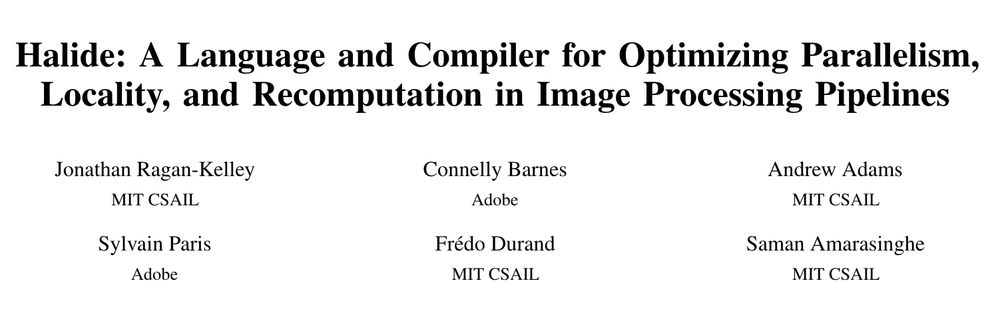 Halide: A Language and Compiler for Optimizing Parallelism,
Locality, and Recomputation in Image Processing Pipelines
Jonathan Ragan-Kelley Connelly Barnes Andrew Adams
MIT CSAIL Adobe MIT CSAIL
Sylvain Paris Frédo Durand Saman Amarasinghe
Adobe MIT CSAIL MIT CSAIL